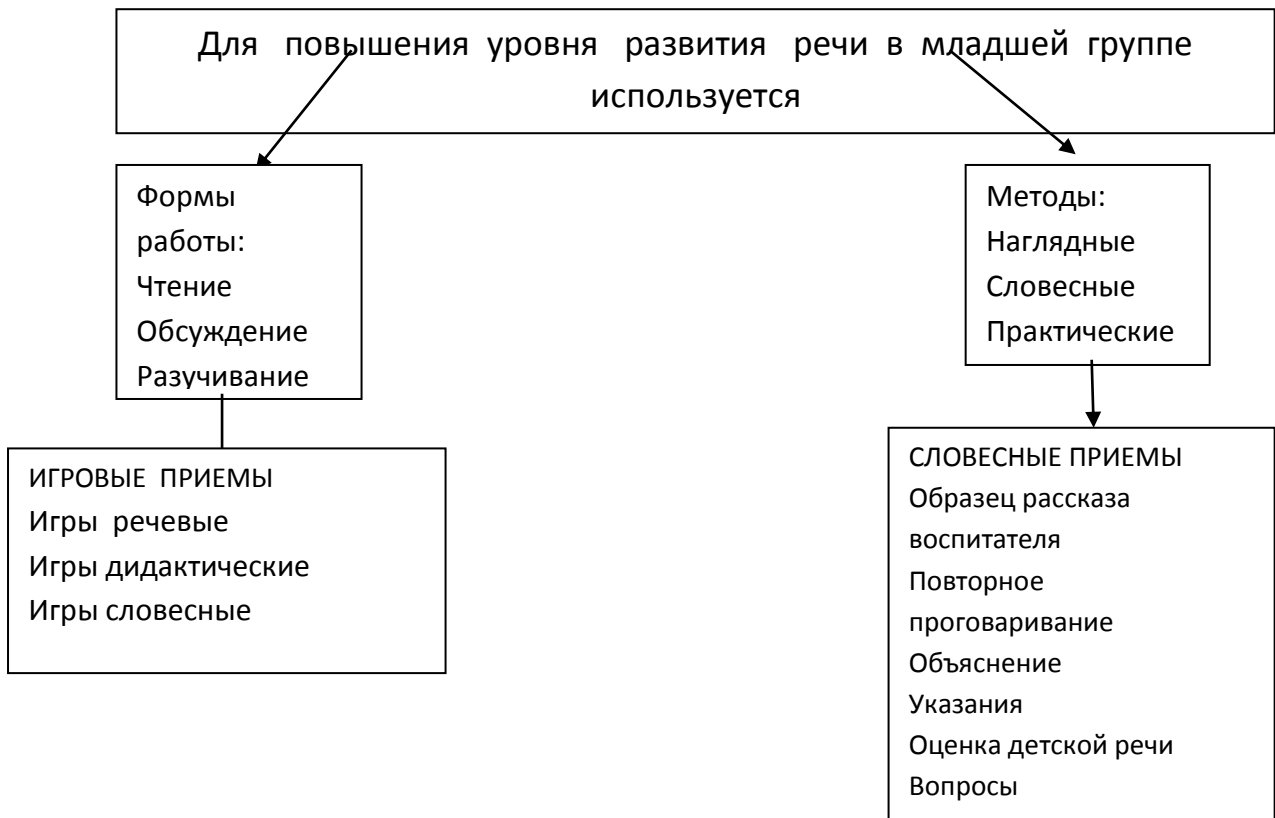 Для повышения уровня развития речи в младшей группе
используется
Формы
работы:
Чтение
Обсуждение
Разучивание
Методы:
Наглядные
Словесные
Практические
ИГРОВЫЕ ПРИЕМЫ
Игры речевые
Игры дидактические
Игры словесные
СЛОВЕСНЫЕ ПРИЕМЫ
Образец рассказа
воспитателя
Повторное
проговаривание
Объяснение
Указания
Оценка детской речи
Вопросы